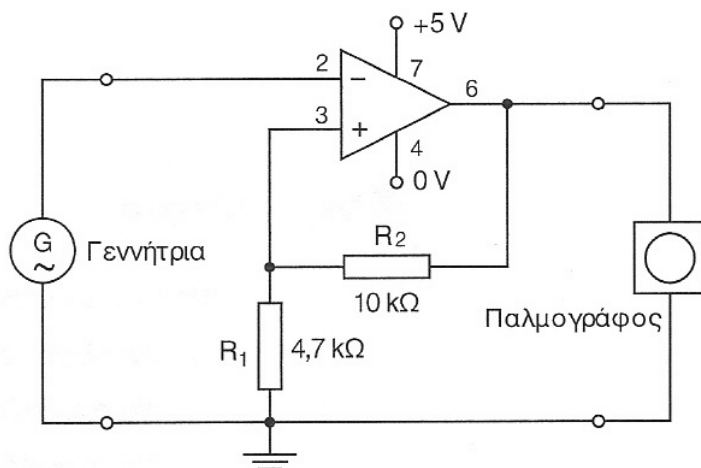 +5 V
2
7
−
6
3
+
4
0 V
G
~
Γεννήτρια
R2
10 kΩ
Παλμογράφος
R1
4,7 kΩ